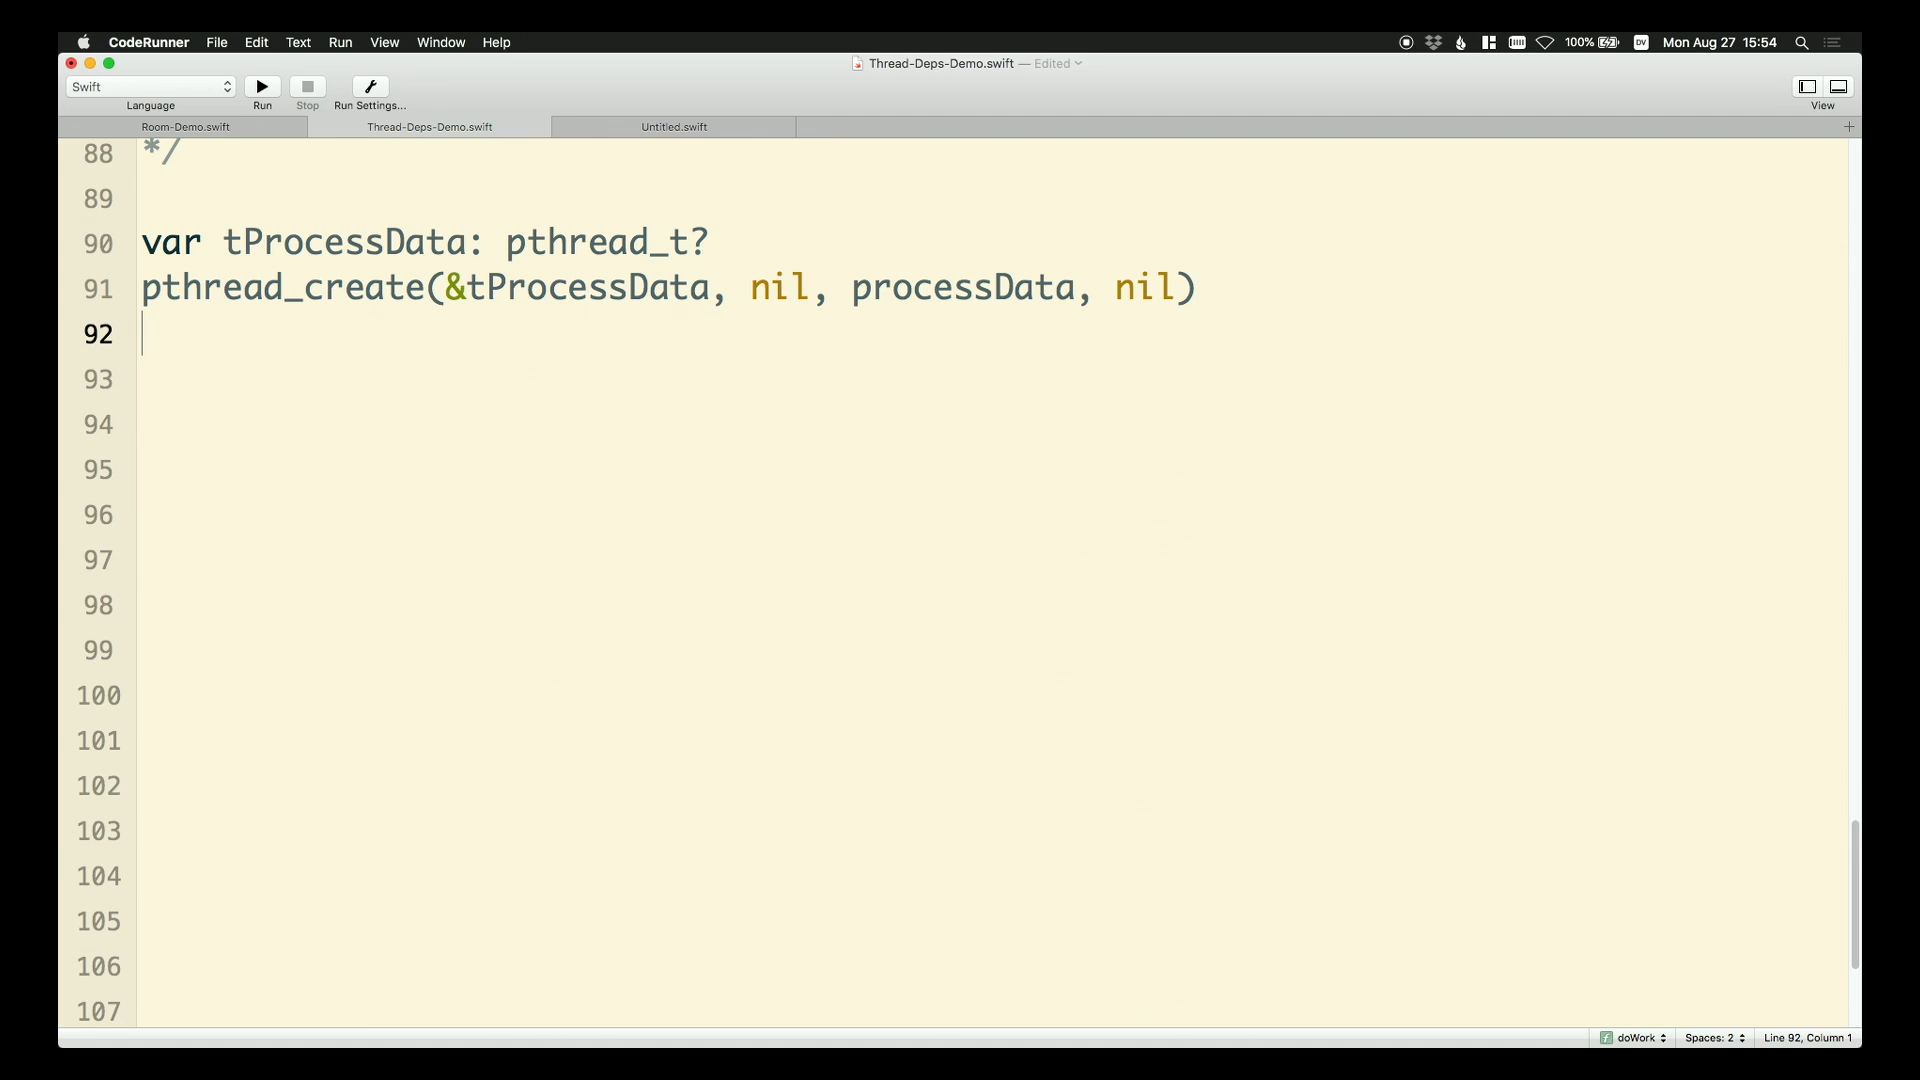 CodeRunner File Edit Text Run View Window Help 100% DV Mon Aug 27 15:54
Thread-Deps-Demo.swift — Edited
Swift
Language Run Stop Run Settings... View
Room-Demo.swift Thread-Deps-Demo.swift Untitled.swift
88 */
89
90 var tProcessData: pthread_t?
91 pthread_create(&tProcessData, nil, processData, nil)
92
93
94
95
96
97
98
99
100
101
102
103
104
105
106
107
f doWork Spaces: 2 Line 92, Column 1